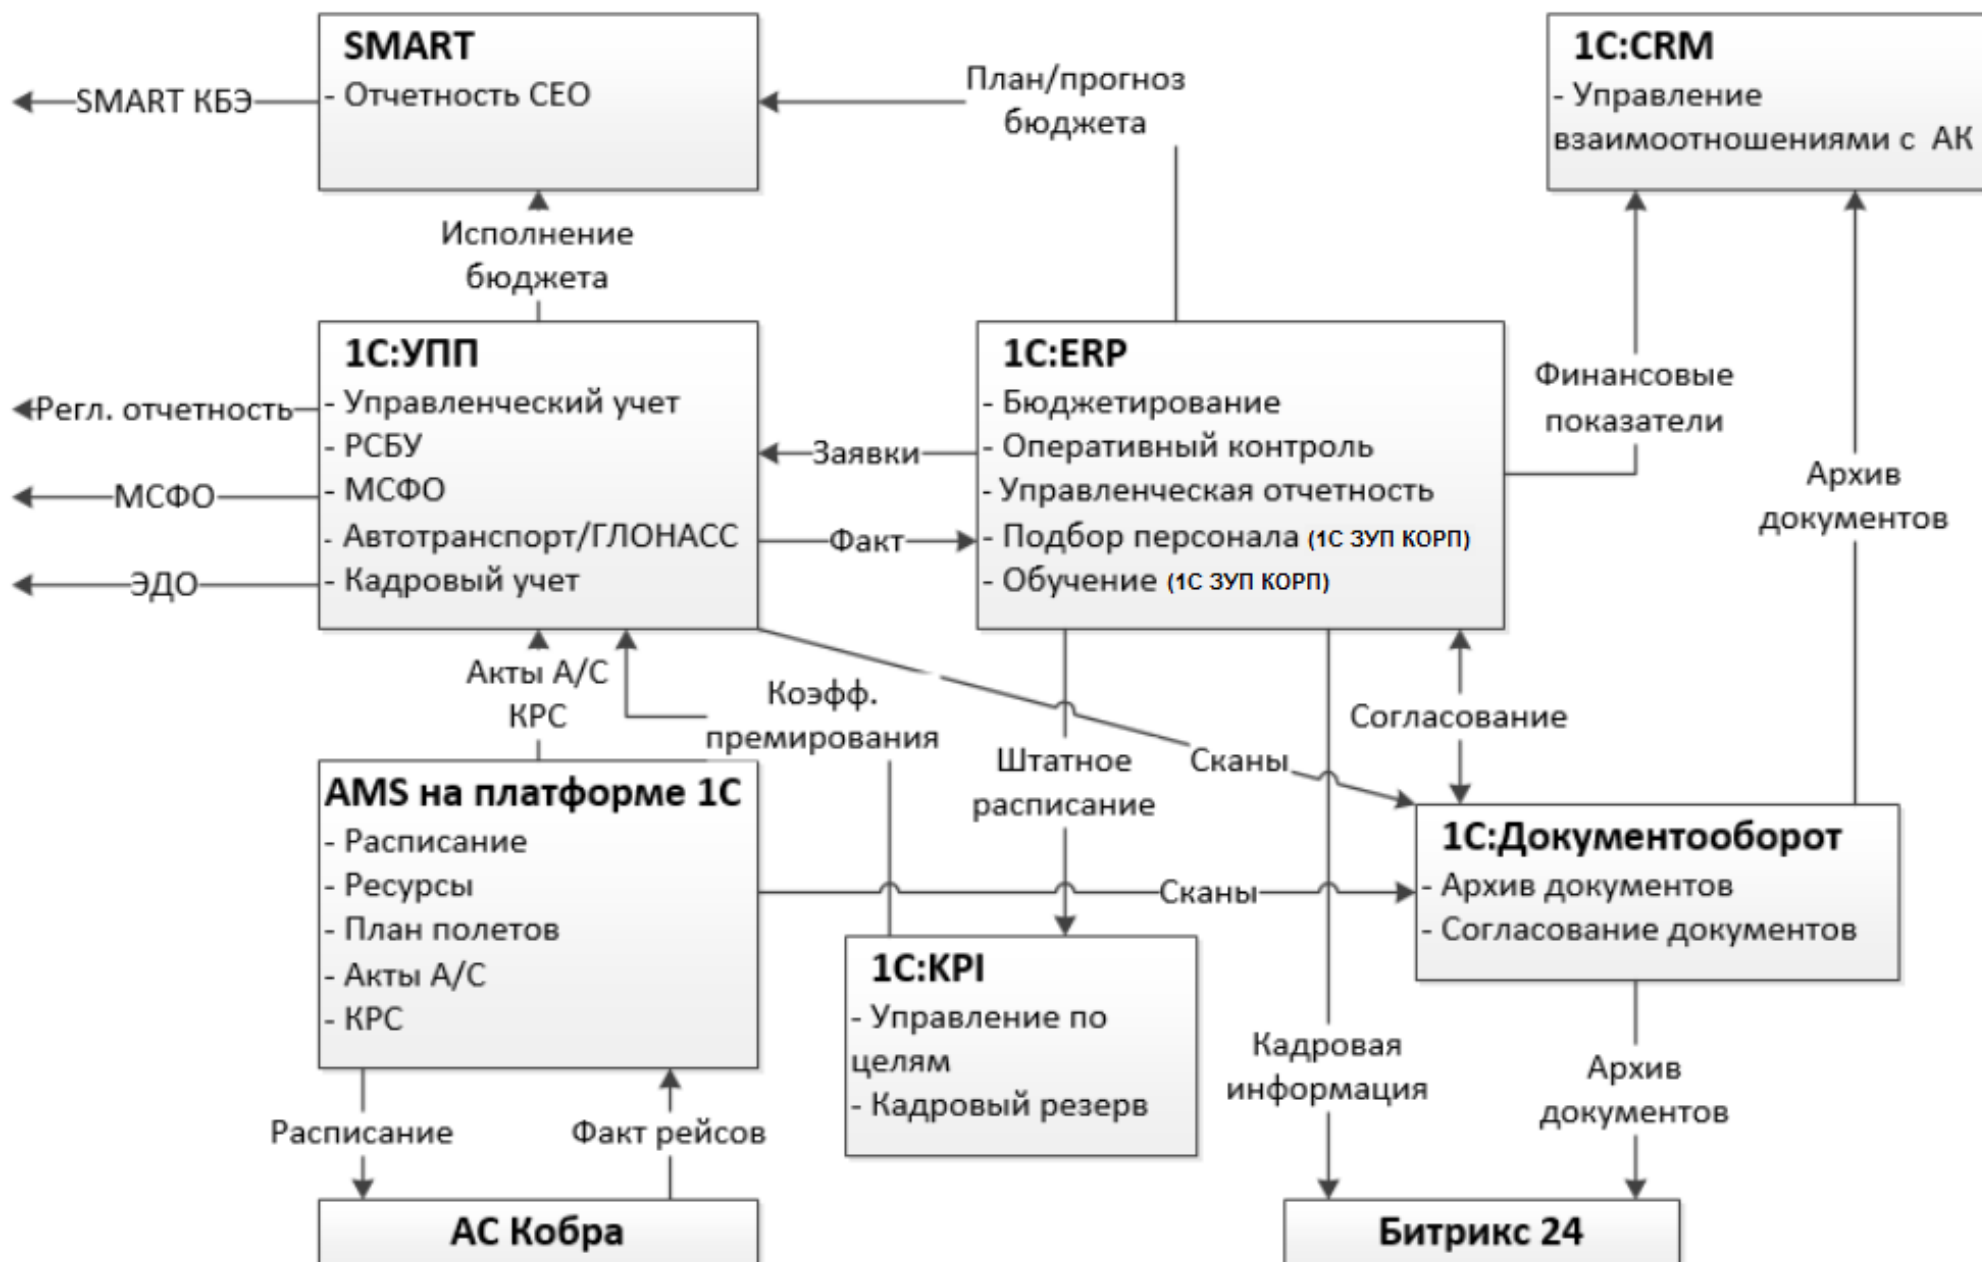 SMART
- Отчетность CEO
SMART КБЭ
План/прогноз
бюджета
1С:CRM
- Управление
взаимоотношениями с АК
Исполнение
бюджета
1С:УПП
- Управленческий учет
- РСБУ
- МСФО
- Автотранспорт/ГЛОНАСС
- Кадровый учет
Регл. отчетность
МСФО
ЭДО
Заявки
Факт
1С:ERP
- Бюджетирование
- Оперативный контроль
- Управленческая отчетность
- Подбор персонала (1С ЗУП КОРП)
- Обучение (1С ЗУП КОРП)
Финансовые
показатели
Архив
документов
Акты А/С
КРС
Коэфф.
премирования
Штатное
расписание
Сканы
Согласование
AMS на платформе 1С
- Расписание
- Ресурсы
- План полетов
- Акты А/С
- КРС
Сканы
1С:Документооборот
- Архив документов
- Согласование документов
1С:KPI
- Управление по
целям
- Кадровый резерв
Кадровая
информация
Архив
документов
Расписание
Факт рейсов
АС Кобра
Битрикс 24